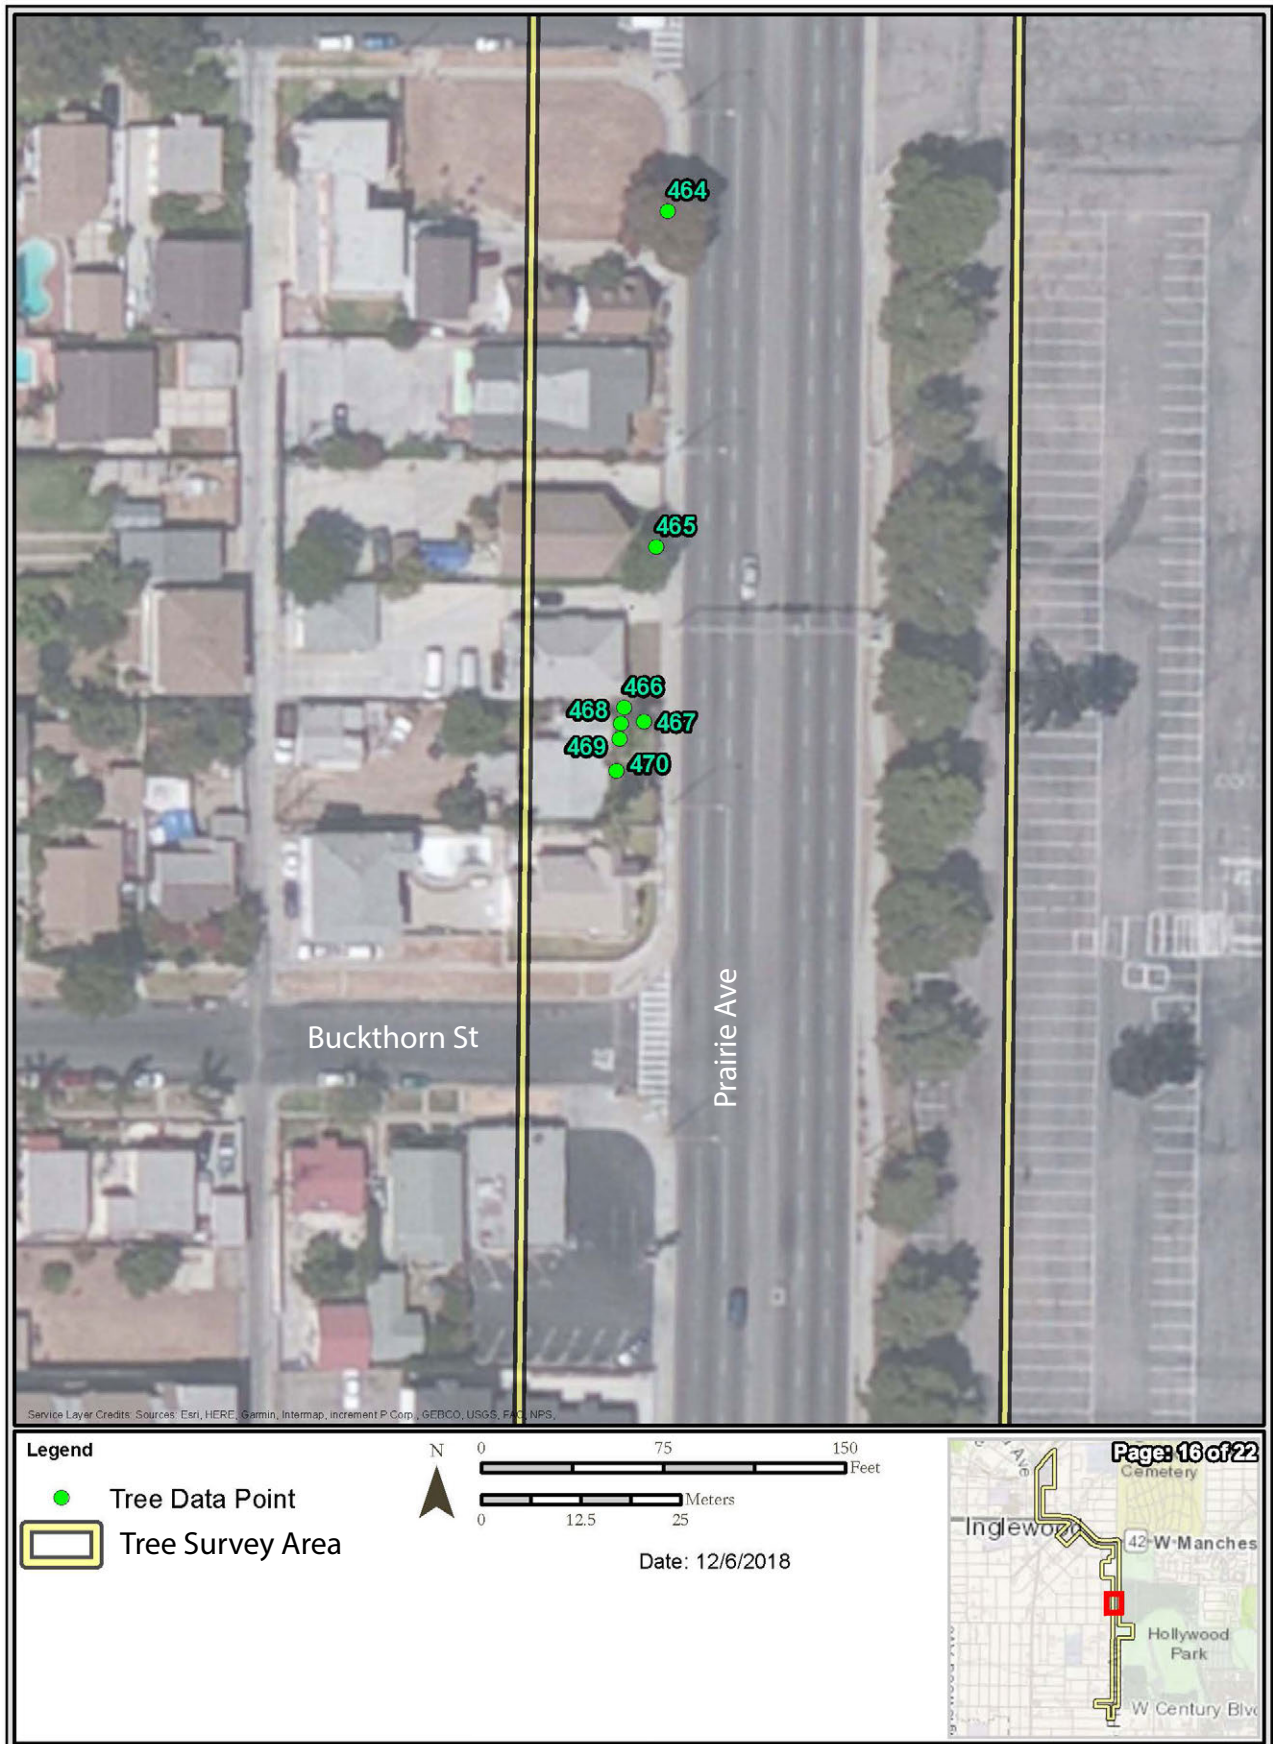 464
465
466
468
467
469
470
Buckthorn St
Prairie Ave
Service Layer Credits: Sources: Esri, HERE, Garmin, Intermap, increment P Corp., GEBCO, USGS, FAO, NPS,
Legend
Tree Data Point
Tree Survey Area
N
0 75 150
Feet
Meters
0 12.5 25
Date: 12/6/2018
Page: 16 of 22
Ave
Cemetery
Inglewood
42 W Manches
Hollywood
Park
W Century Blv